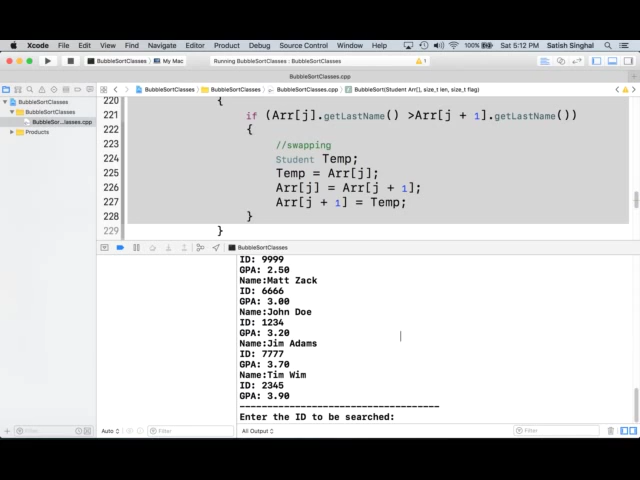 Xcode File Edit View Find Navigate Editor Product Debug Source Control Window Help 100% Sat 5:12 PM Satish Singhal
BubbleSortClasses My Mac Running BubbleSortClasses : BubbleSortClasses 1
BubbleSortClasses.cpp
BubbleSortClasses BubbleSortClasses BubbleSortClasses.cpp BubbleSort(Student Arr[], size_t len, size_t flag)
BubbleSortClasses
BubbleSortClasses
BubbleSor...lasses.cpp
Products
220 {
221 if (Arr[j].getLastName() >Arr[j + 1].getLastName())
222 {
223 //swapping
224 Student Temp;
225 Temp = Arr[j];
226 Arr[j] = Arr[j + 1];
227 Arr[j + 1] = Temp;
228 }
229 }
BubbleSortClasses
ID: 9999
GPA: 2.50
Name:Matt Zack
ID: 6666
GPA: 3.00
Name:John Doe
ID: 1234
GPA: 3.20
Name:Jim Adams
ID: 7777
GPA: 3.70
Name:Tim Wim
ID: 2345
GPA: 3.90
------------------------------------
Enter the ID to be searched:
Filter Auto Filter All Output Filter